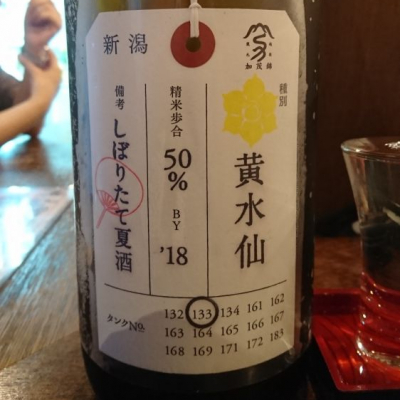 新潟
加茂錦
種別
黄水仙
精米歩合
50%
BY
'18
備考
しぼりたて夏酒
タンクNo.
132 133 134 161 162
163 164 165 166 167
168 169 171 172 183